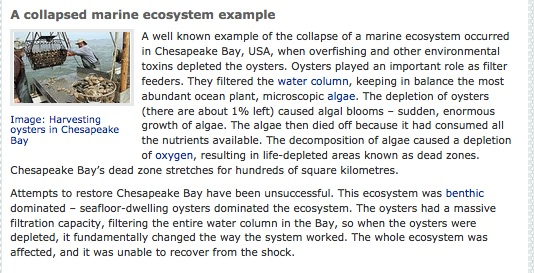 A collapsed marine ecosystem example
A well known example of the collapse of a marine ecosystem occurred
in Chesapeake Bay, USA, when overfishing and other environmental
toxins depleted the oysters. Oysters played an important role as filter
feeders. They filtered the water column, keeping in balance the most
abundant ocean plant, microscopic algae. The depletion of oysters
(there are about 1% left) caused algal blooms – sudden, enormous
growth of algae. The algae then died off because it had consumed all
the nutrients available. The decomposition of algae caused a depletion
of oxygen, resulting in life-depleted areas known as dead zones.
Chesapeake Bay's dead zone stretches for hundreds of square kilometres.
Image: Harvesting
oysters in Chesapeake
Bay
Attempts to restore Chesapeake Bay have been unsuccessful. This ecosystem was benthic
dominated – seafloor-dwelling oysters dominated the ecosystem. The oysters had a massive
filtration capacity, filtering the entire water column in the Bay, so when the oysters were
depleted, it fundamentally changed the way the system worked. The whole ecosystem was
affected, and it was unable to recover from the shock.